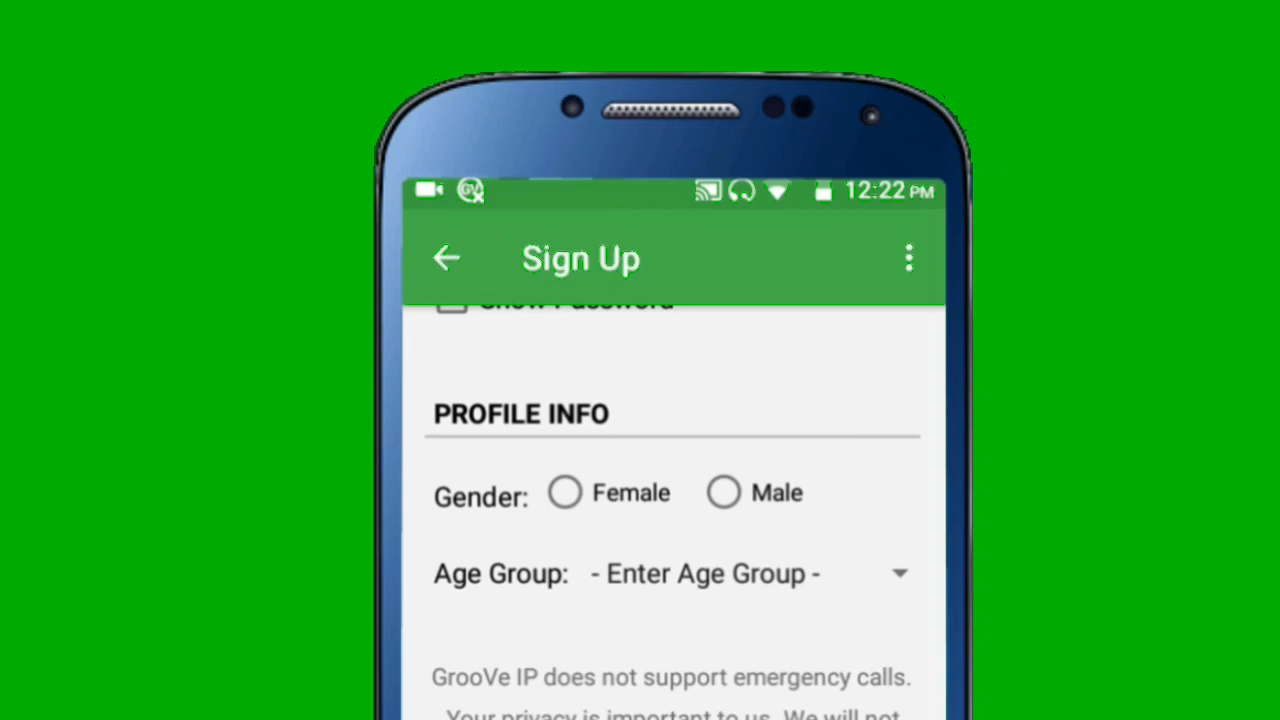 12:22 PM
Sign Up
Show Password
PROFILE INFO
Gender: Female Male
Age Group: - Enter Age Group -
GrooVe IP does not support emergency calls.
Your privacy is important to us. We will not